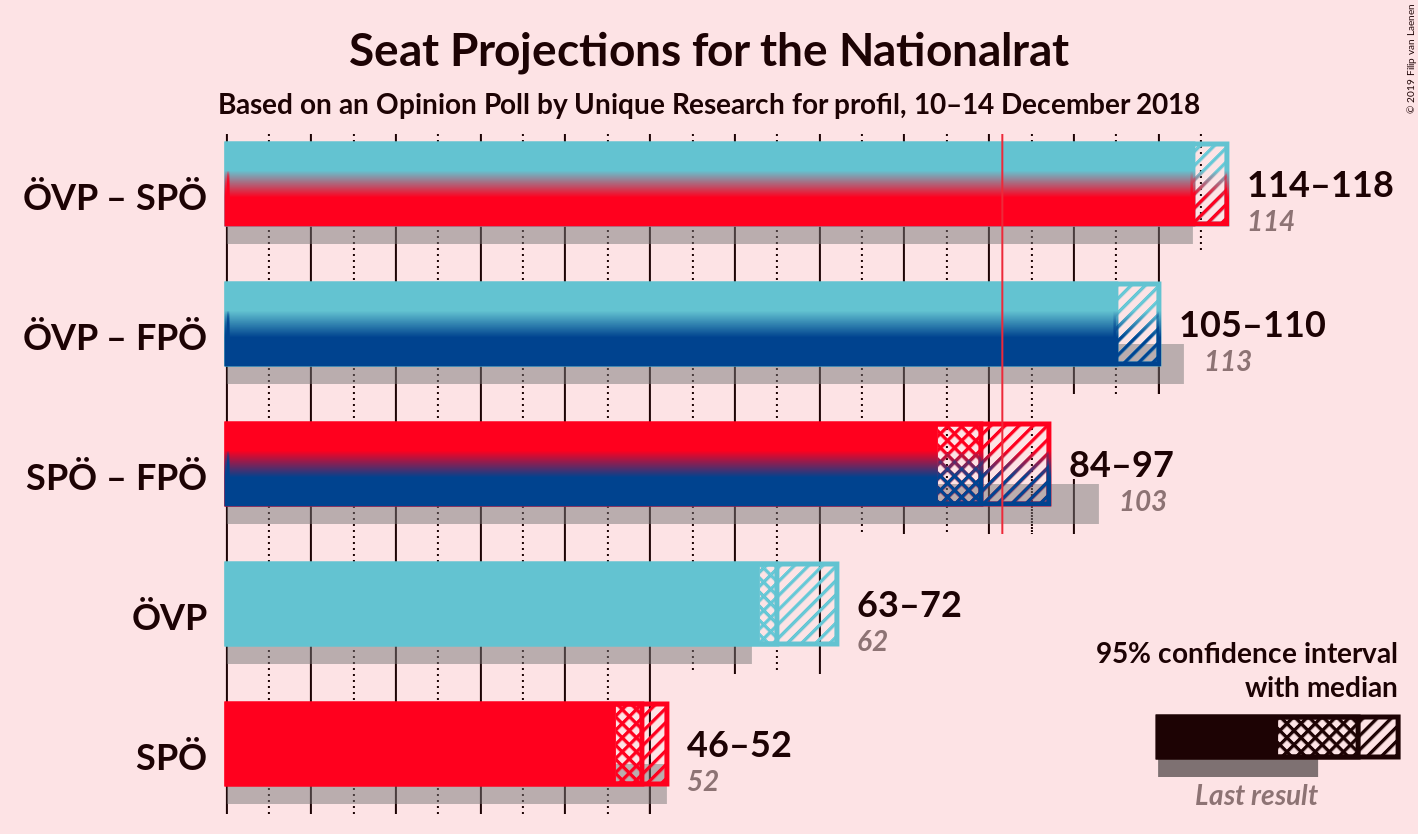 Seat Projections for the Nationalrat
Based on an Opinion Poll by Unique Research for profil, 10–14 December 2018
© 2019 Filip van Laenen
ÖVP – SPÖ
114–118
114
ÖVP – FPÖ
105–110
113
SPÖ – FPÖ
84–97
103
ÖVP
63–72
62
SPÖ
46–52
52
95% confidence interval
with median
Last result